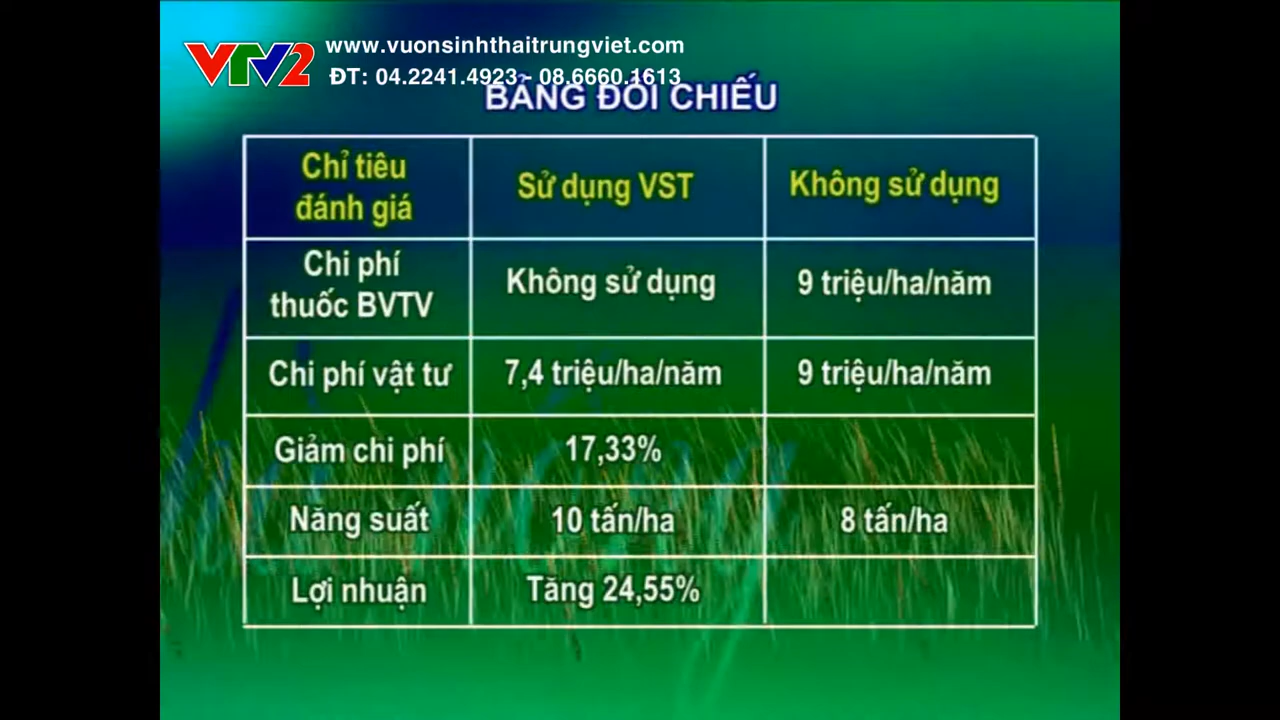 VTV2
www.vuonsinhthaitrungviet.com
ĐT: 04.2241.4923 - 08.6660.1613
BẢNG ĐỐI CHIẾU
Chỉ tiêu
đánh giá
Sử dụng VST
Không sử dụng
Chi phí
thuốc BVTV
Không sử dụng
9 triệu/ha/năm
Chi phí vật tư
7,4 triệu/ha/năm
9 triệu/ha/năm
Giảm chi phí
17,33%
Năng suất
10 tấn/ha
8 tấn/ha
Lợi nhuận
Tăng 24,55%